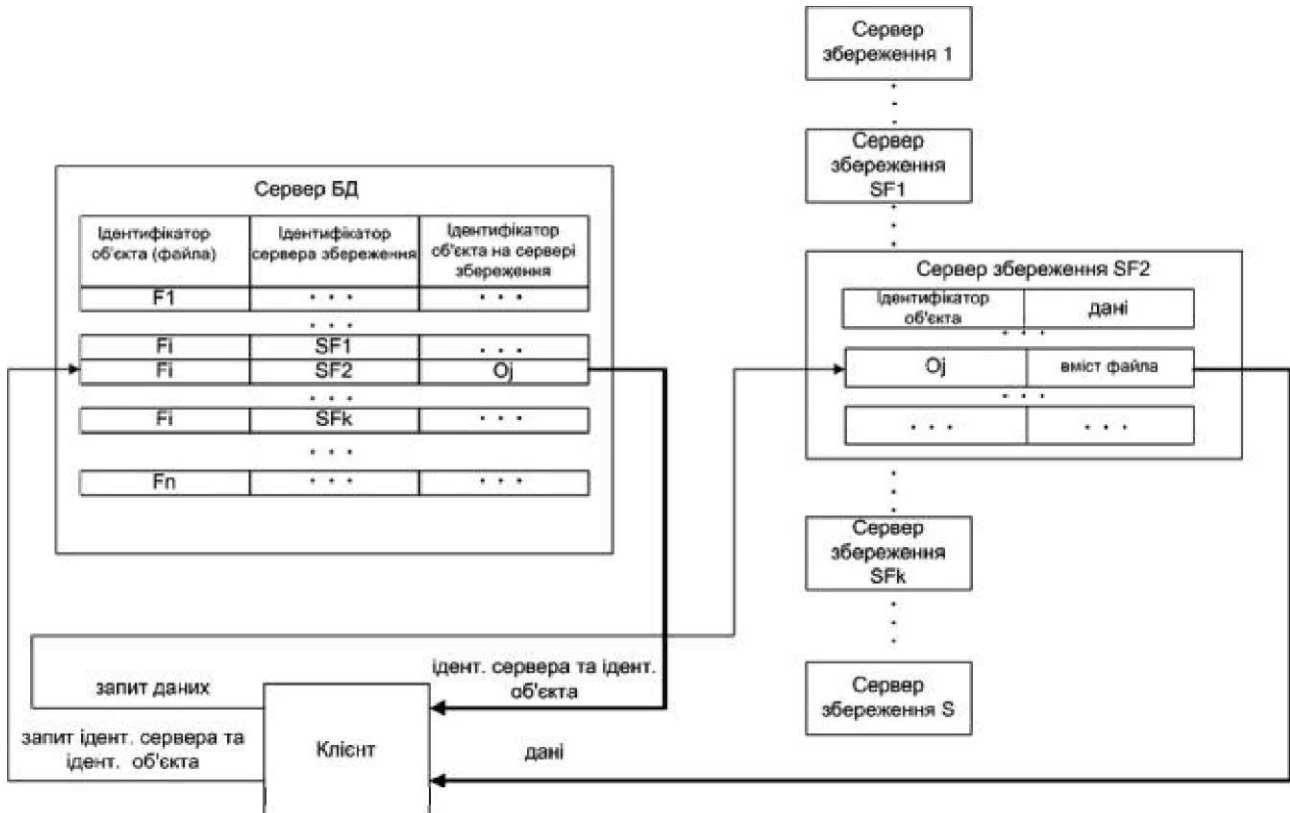 Сервер
збереження 1
Сервер
збереження
SF1
Сервер БД
Ідентифікатор
об'єкта (файла)
Ідентифікатор
сервера збереження
Ідентифікатор
об'єкта на сервері
збереження
F1
. . .
. . .
. . .
Fi
SF1
. . .
Fi
SF2
Oj
. . .
Fi
SFk
. . .
. . .
Fn
. . .
. . .
Сервер збереження SF2
Ідентифікатор
об'єкта
дані
. . .
Oj
вміст файла
. . .
. . .
. . .
Сервер
збереження
SFk
Сервер
збереження S
запит даних
ідент. сервера та ідент.
об'єкта
запит ідент. сервера та
ідент. об'єкта
Клієнт
дані